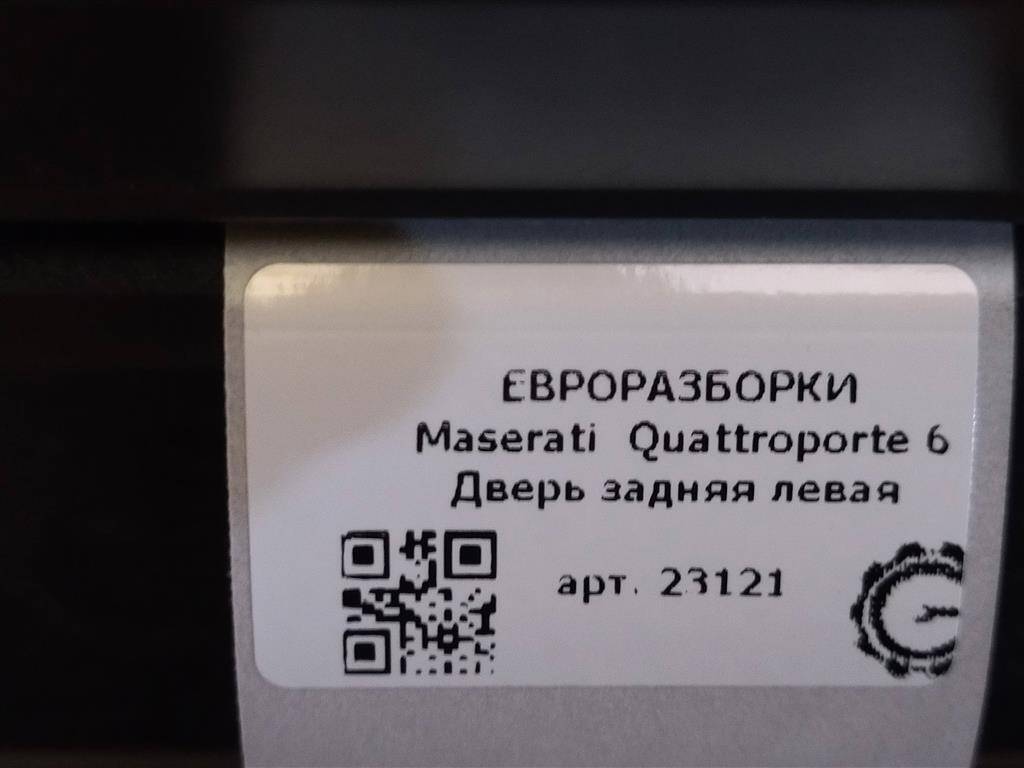 ЕВРОРАЗБОРКИ
Maserati Quattroporte 6
Дверь задняя левая
арт. 23121